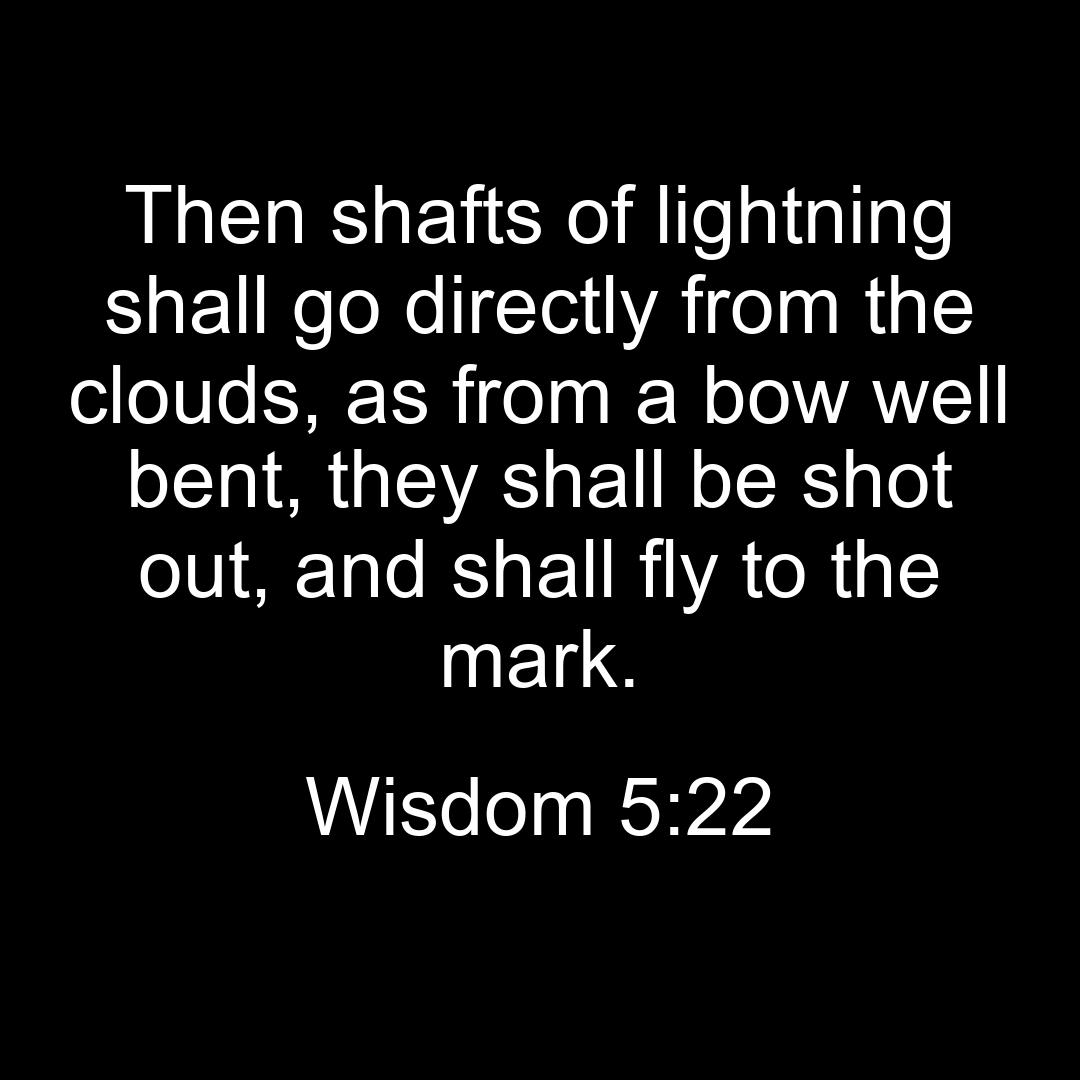 Then shafts of lightning
shall go directly from the
clouds, as from a bow well
bent, they shall be shot
out, and shall fly to the
mark.
Wisdom 5:22